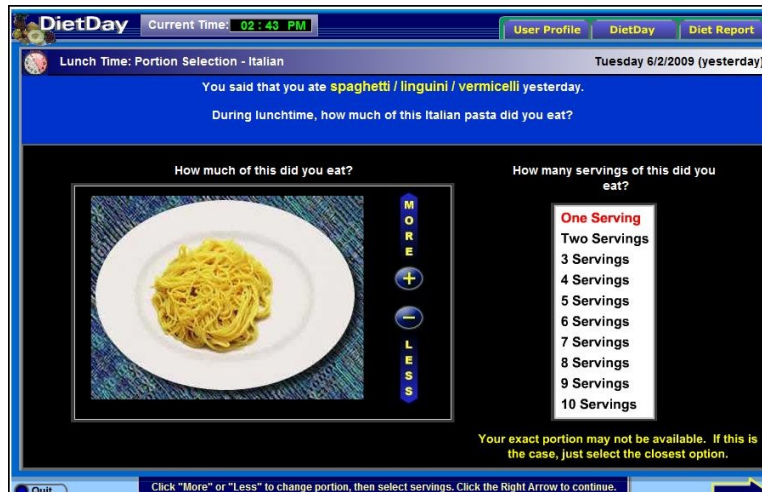 DietDay
Current Time: 02:43 PM
User Profile
DietDay
Diet Report
Lunch Time: Portion Selection - Italian
Tuesday 6/2/2009 (yesterday)
You said that you ate spaghetti / linguini / vermicelli yesterday.
During lunchtime, how much of this Italian pasta did you eat?
How much of this did you eat?
MORE
+
−
LESS
How many servings of this did you
eat?
One Serving
Two Servings
3 Servings
4 Servings
5 Servings
6 Servings
7 Servings
8 Servings
9 Servings
10 Servings
Your exact portion may not be available. If this is
the case, just select the closest option.
Quit
Click "More" or "Less" to change portion, then select servings. Click the Right Arrow to continue.